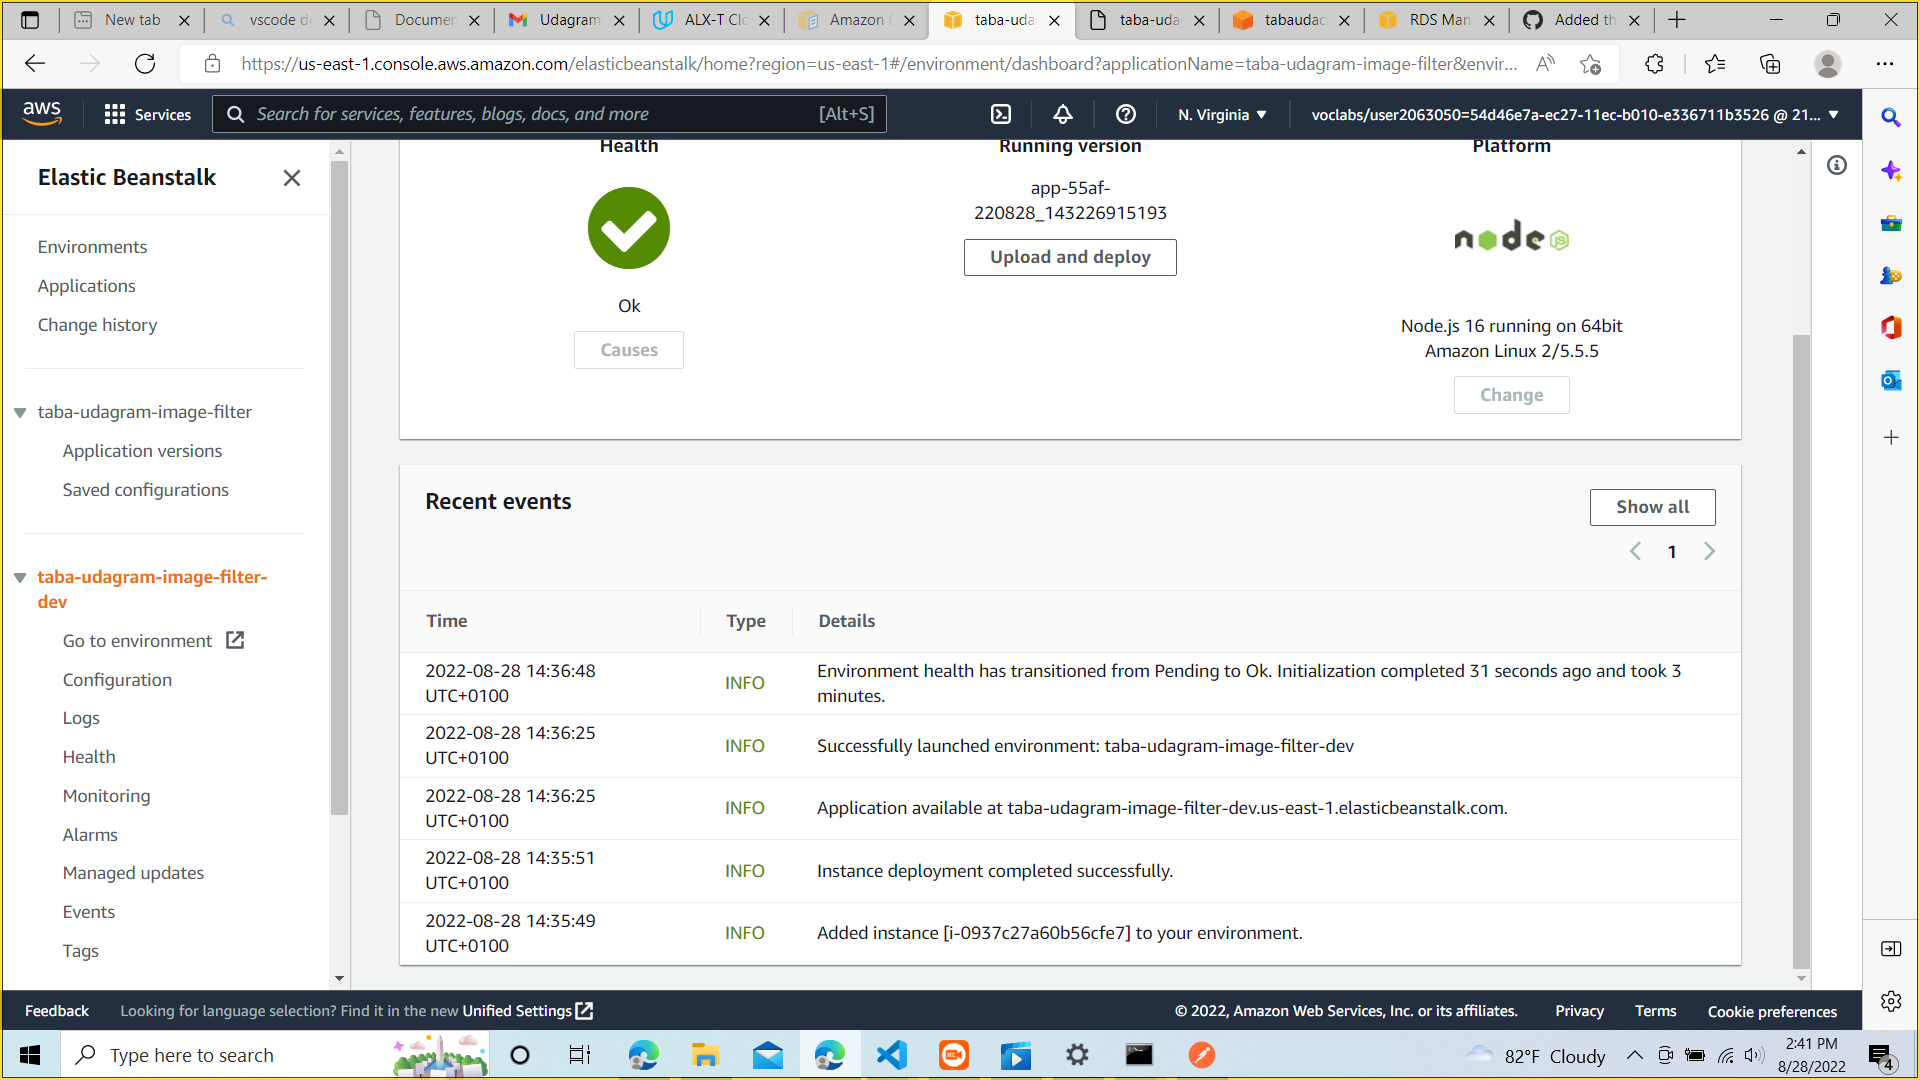 New tab
vscode d
Documen
Udagram
ALX-T Clo
Amazon E
taba-uda
taba-uda
tabaudac
RDS Man
Added th
https://us-east-1.console.aws.amazon.com/elasticbeanstalk/home?region=us-east-1#/environment/dashboard?applicationName=taba-udagram-image-filter&envir...
aws
Services
Search for services, features, blogs, docs, and more
[Alt+S]
N. Virginia
voclabs/user2063050=54d46e7a-ec27-11ec-b010-e336711b3526 @ 21...
Elastic Beanstalk
Environments
Applications
Change history
taba-udagram-image-filter
Application versions
Saved configurations
taba-udagram-image-filter-
dev
Go to environment
Configuration
Logs
Health
Monitoring
Alarms
Managed updates
Events
Tags
Health
Ok
Causes
Running version
app-55af-
220828_143226915193
Upload and deploy
Platform
node
JS
Node.js 16 running on 64bit
Amazon Linux 2/5.5.5
Change
Recent events
Show all
1
Time
Type
Details
2022-08-28 14:36:48
UTC+0100
INFO
Environment health has transitioned from Pending to Ok. Initialization completed 31 seconds ago and took 3
minutes.
2022-08-28 14:36:25
UTC+0100
INFO
Successfully launched environment: taba-udagram-image-filter-dev
2022-08-28 14:36:25
UTC+0100
INFO
Application available at taba-udagram-image-filter-dev.us-east-1.elasticbeanstalk.com.
2022-08-28 14:35:51
UTC+0100
INFO
Instance deployment completed successfully.
2022-08-28 14:35:49
UTC+0100
INFO
Added instance [i-0937c27a60b56cfe7] to your environment.
Feedback
Looking for language selection? Find it in the new Unified Settings
© 2022, Amazon Web Services, Inc. or its affiliates.
Privacy
Terms
Cookie preferences
Type here to search
82°F Cloudy
2:41 PM
8/28/2022
4